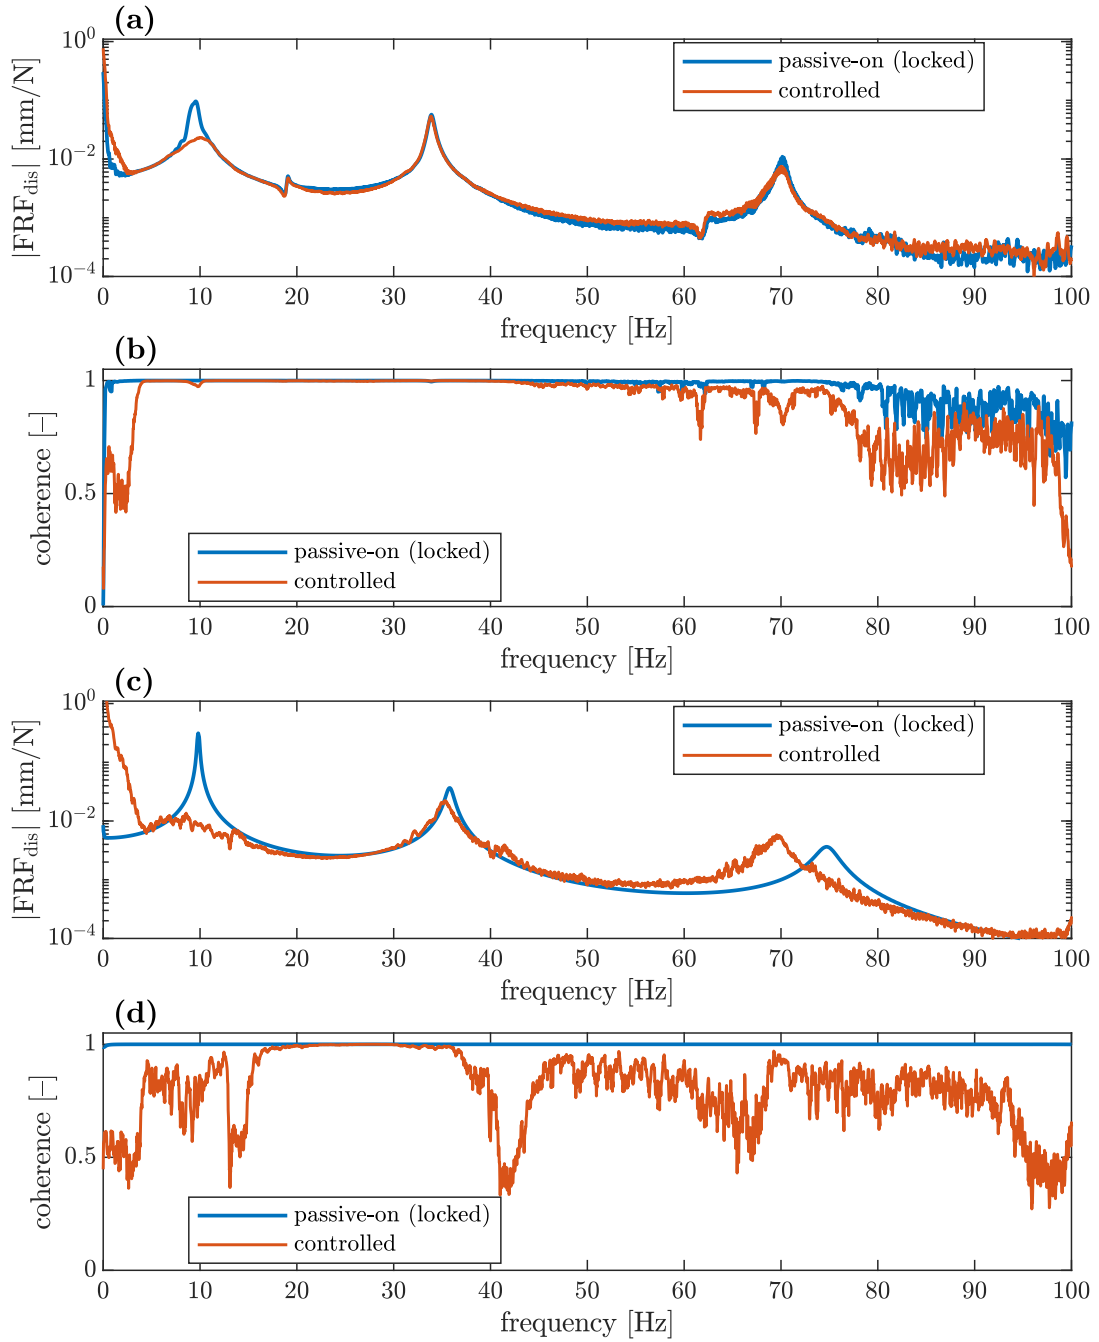 (a)
|FRF_dis| [mm/N]
10^0
10^-2
10^-4
passive-on (locked)
controlled
0 10 20 30 40 50 60 70 80 90 100
frequency [Hz]
(b)
coherence [-]
1
0.5
0
passive-on (locked)
controlled
0 10 20 30 40 50 60 70 80 90 100
frequency [Hz]
(c)
|FRF_dis| [mm/N]
10^0
10^-2
10^-4
passive-on (locked)
controlled
0 10 20 30 40 50 60 70 80 90 100
frequency [Hz]
(d)
coherence [-]
1
0.5
0
passive-on (locked)
controlled
0 10 20 30 40 50 60 70 80 90 100
frequency [Hz]